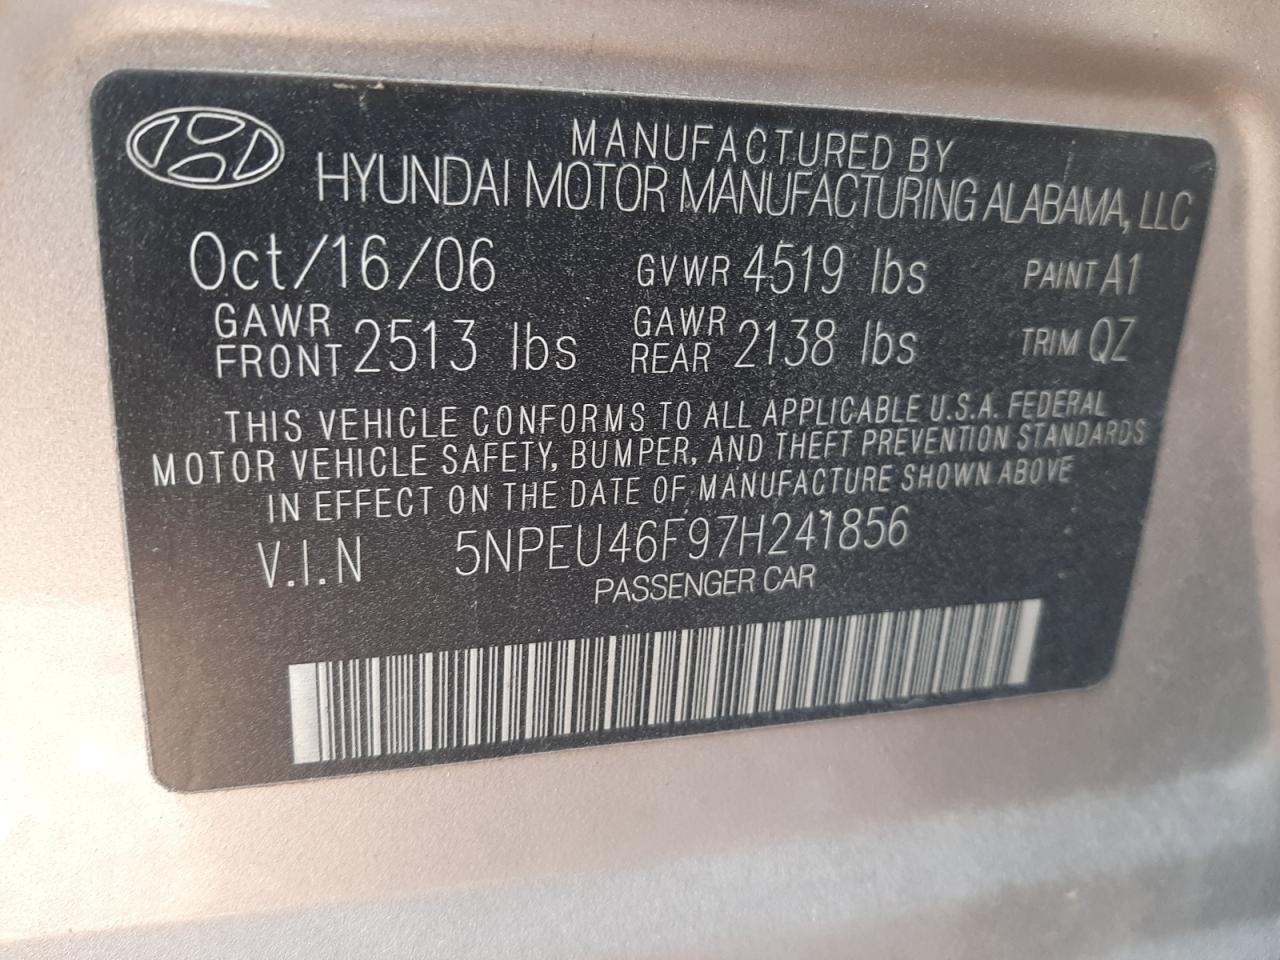 MANUFACTURED BY
HYUNDAI MOTOR MANUFACTURING ALABAMA, LLC
Oct/16/06 GVWR 4519 lbs PAINT A1
GAWR FRONT 2513 lbs GAWR REAR 2138 lbs TRIM QZ
THIS VEHICLE CONFORMS TO ALL APPLICABLE U.S.A. FEDERAL
MOTOR VEHICLE SAFETY, BUMPER, AND THEFT PREVENTION STANDARDS
IN EFFECT ON THE DATE OF MANUFACTURE SHOWN ABOVE
V.I.N 5NPEU46F97H241856
PASSENGER CAR